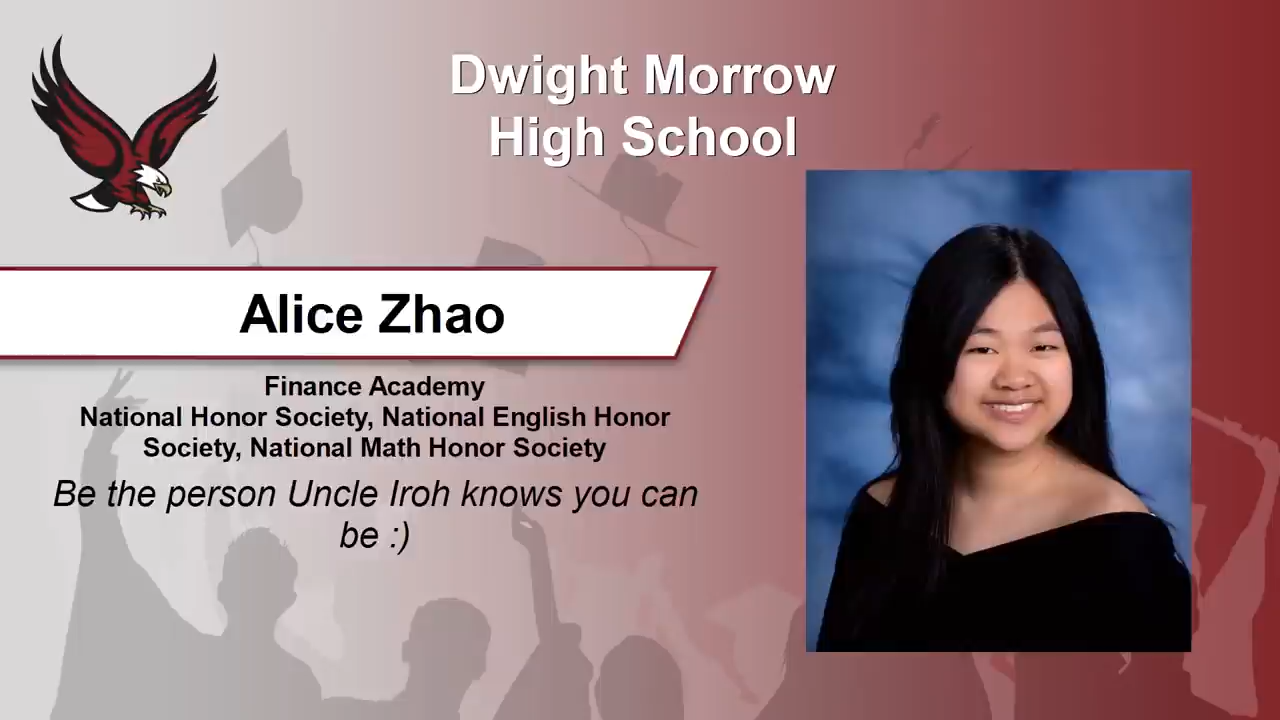 Dwight Morrow
High School
Alice Zhao
Finance Academy
National Honor Society, National English Honor
Society, National Math Honor Society
Be the person Uncle Iroh knows you can
be :)